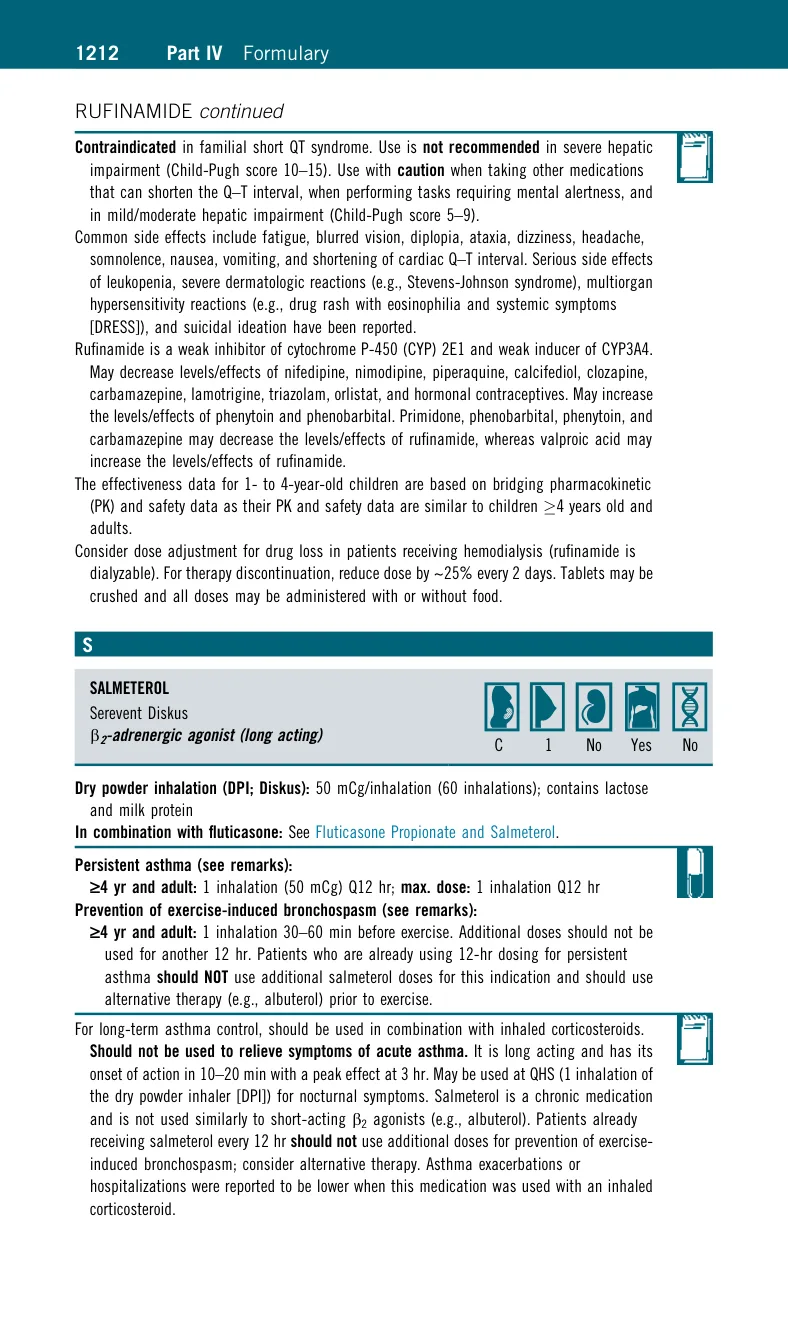 1212 Part IV Formulary
RUFINAMIDE continued
Contraindicated in familial short QT syndrome. Use is not recommended in severe hepatic
impairment (Child-Pugh score 10–15). Use with caution when taking other medications
that can shorten the Q–T interval, when performing tasks requiring mental alertness, and
in mild/moderate hepatic impairment (Child-Pugh score 5–9).
Common side effects include fatigue, blurred vision, diplopia, ataxia, dizziness, headache,
somnolence, nausea, vomiting, and shortening of cardiac Q–T interval. Serious side effects
of leukopenia, severe dermatologic reactions (e.g., Stevens-Johnson syndrome), multiorgan
hypersensitivity reactions (e.g., drug rash with eosinophilia and systemic symptoms
[DRESS]), and suicidal ideation have been reported.
Rufinamide is a weak inhibitor of cytochrome P-450 (CYP) 2E1 and weak inducer of CYP3A4.
May decrease levels/effects of nifedipine, nimodipine, piperaquine, calcifediol, clozapine,
carbamazepine, lamotrigine, triazolam, orlistat, and hormonal contraceptives. May increase
the levels/effects of phenytoin and phenobarbital. Primidone, phenobarbital, phenytoin, and
carbamazepine may decrease the levels/effects of rufinamide, whereas valproic acid may
increase the levels/effects of rufinamide.
The effectiveness data for 1- to 4-year-old children are based on bridging pharmacokinetic
(PK) and safety data as their PK and safety data are similar to children ≥4 years old and
adults.
Consider dose adjustment for drug loss in patients receiving hemodialysis (rufinamide is
dialyzable). For therapy discontinuation, reduce dose by ~25% every 2 days. Tablets may be
crushed and all doses may be administered with or without food.
S
SALMETEROL
Serevent Diskus
β2-adrenergic agonist (long acting)
C 1 No Yes No
Dry powder inhalation (DPI; Diskus): 50 mCg/inhalation (60 inhalations); contains lactose
and milk protein
In combination with fluticasone: See Fluticasone Propionate and Salmeterol.
Persistent asthma (see remarks):
≥4 yr and adult: 1 inhalation (50 mCg) Q12 hr; max. dose: 1 inhalation Q12 hr
Prevention of exercise-induced bronchospasm (see remarks):
≥4 yr and adult: 1 inhalation 30–60 min before exercise. Additional doses should not be
used for another 12 hr. Patients who are already using 12-hr dosing for persistent
asthma should NOT use additional salmeterol doses for this indication and should use
alternative therapy (e.g., albuterol) prior to exercise.
For long-term asthma control, should be used in combination with inhaled corticosteroids.
Should not be used to relieve symptoms of acute asthma. It is long acting and has its
onset of action in 10–20 min with a peak effect at 3 hr. May be used at QHS (1 inhalation of
the dry powder inhaler [DPI]) for nocturnal symptoms. Salmeterol is a chronic medication
and is not used similarly to short-acting β2 agonists (e.g., albuterol). Patients already
receiving salmeterol every 12 hr should not use additional doses for prevention of exercise-
induced bronchospasm; consider alternative therapy. Asthma exacerbations or
hospitalizations were reported to be lower when this medication was used with an inhaled
corticosteroid.